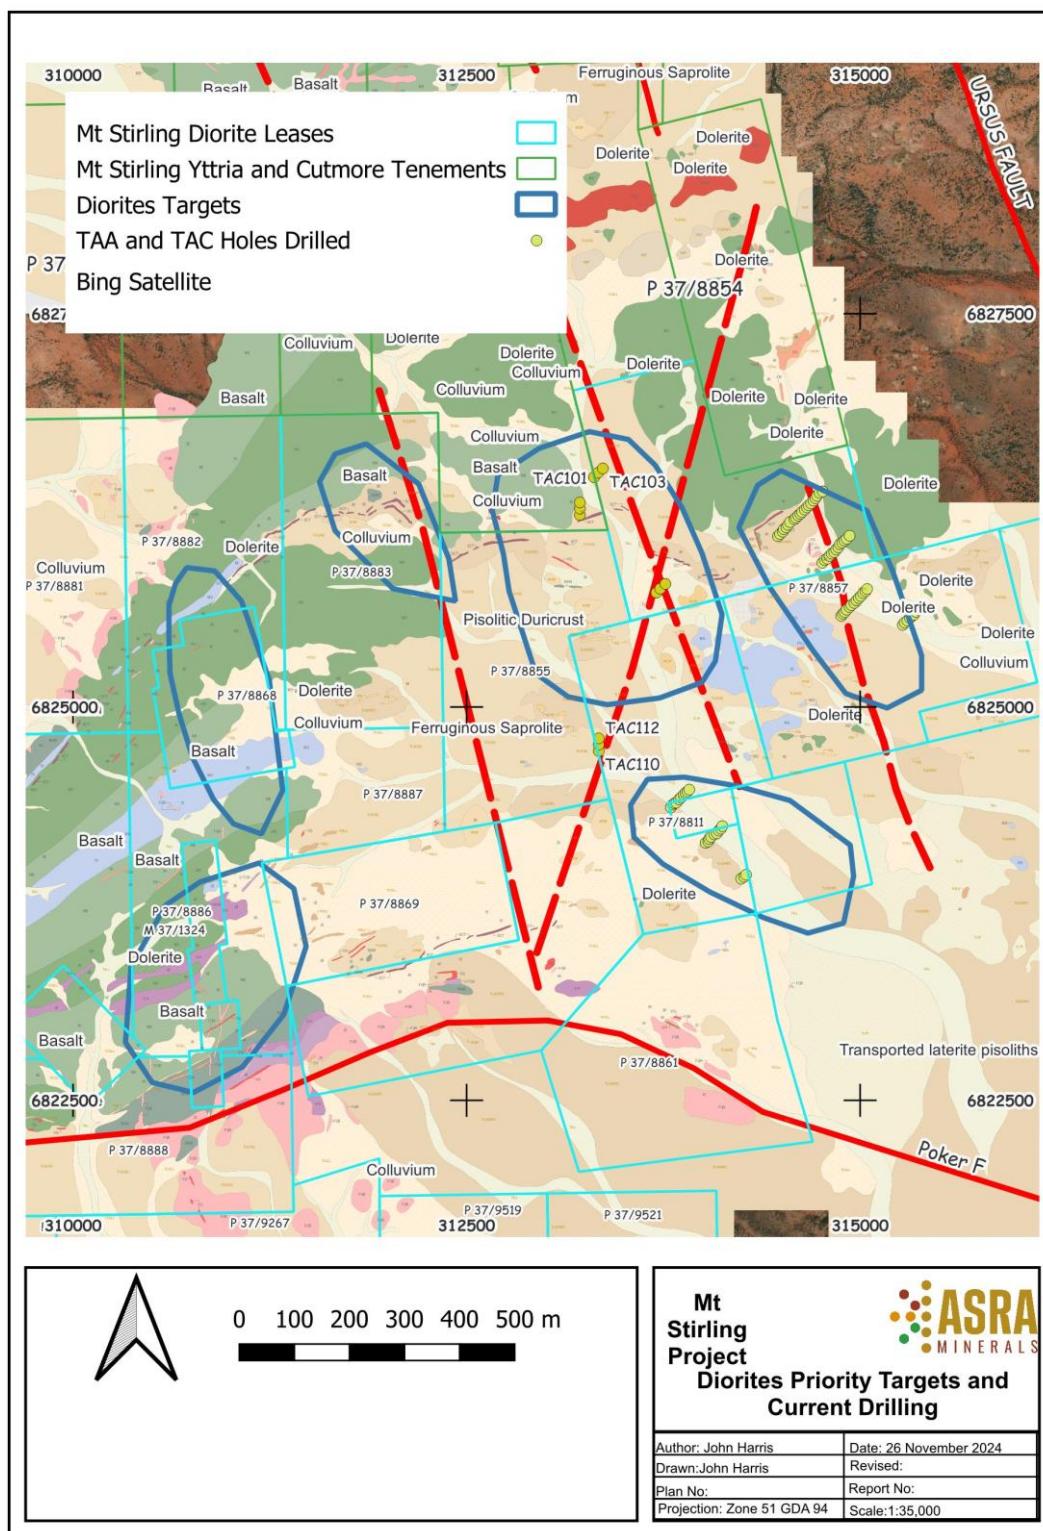 310000
312500
315000
Ferruginous Saprolite
Basalt
Basalt
URSUS FAULT
Mt Stirling Diorite Leases
Mt Stirling Yttria and Cutmore Tenements
Diorites Targets
TAA and TAC Holes Drilled
Bing Satellite
Dolerite
Dolerite
Dolerite
Dolerite
P 37/8854
6827500
Colluvium
Dolerite
Dolerite
Colluvium
Dolerite
Colluvium
Basalt
Dolerite
Dolerite
Dolerite
Colluvium
Basalt
Basalt
TAC101
TAC103
Colluvium
Dolerite
P 37/8882
Dolerite
Colluvium
Colluvium
P 37/8881
P 37/8883
P 37/8857
Dolerite
Dolerite
Pisolitic Duricrust
Dolerite
Colluvium
P 37/8855
P 37/8868
Dolerite
Colluvium
6825000
Dolerite
6825000
Ferruginous Saprolite
TAC112
Basalt
TAC110
P 37/8887
P 37/8811
Basalt
Basalt
Dolerite
P 37/8869
P 37/8886
M 37/1324
Dolerite
Basalt
Basalt
Transported laterite pisoliths
P 37/8861
6822500
6822500
P 37/8888
Poker F
Colluvium
P 37/9267
P 37/9519
P 37/9521
310000
312500
315000
0 100 200 300 400 500 m
Mt
Stirling
Project
ASRA
MINERALS
Diorites Priority Targets and
Current Drilling
Author: John Harris
Date: 26 November 2024
Drawn:John Harris
Revised:
Plan No:
Report No:
Projection: Zone 51 GDA 94
Scale:1:35,000